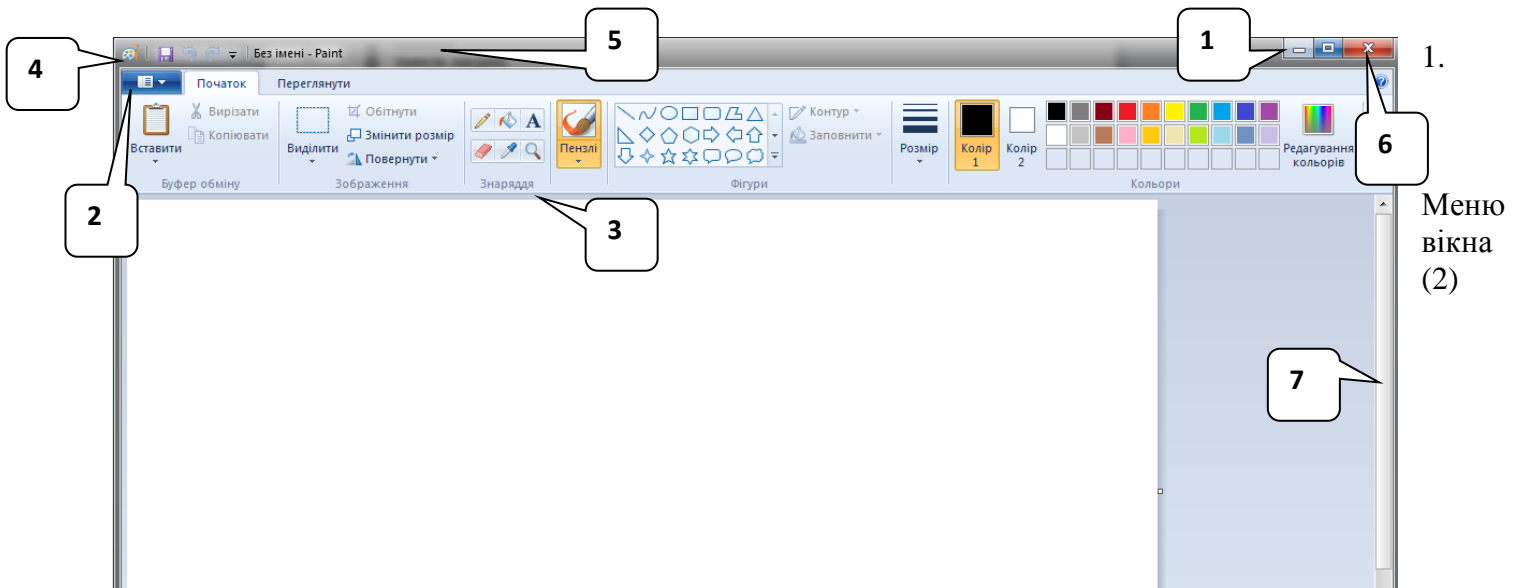 5
1
4
Без імені - Paint
1.
Початок Переглянути
Вставити
Вирізати
Копіювати
Буфер обміну
Виділити
Обітнути
Змінити розмір
Повернути
Зображення
A
Знаряддя
Пензлі
Контур
Заповнити
Фігури
Розмір
Колір
1
Колір
2
Редагування
кольорів
Кольори
6
2
3
Меню
вікна
(2)
7